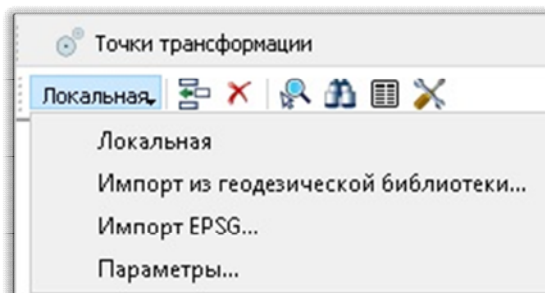 Точки трансформации
Локальная
Локальная
Импорт из геодезической библиотеки...
Импорт EPSG...
Параметры...